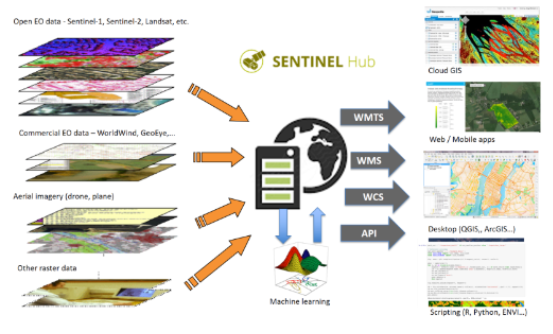 Open EO data - Sentinel-1, Sentinel-2, Landsat, etc.
SENTINEL Hub
Cloud GIS
WMTS
Commercial EO data – WorldWind, GeoEye,...
Web / Mobile apps
WMS
Aerial imagery (drone, plane)
WCS
Desktop (QGIS,, ArcGIS...)
API
Other raster data
Machine learning
Scripting (R, Python, ENVI...)